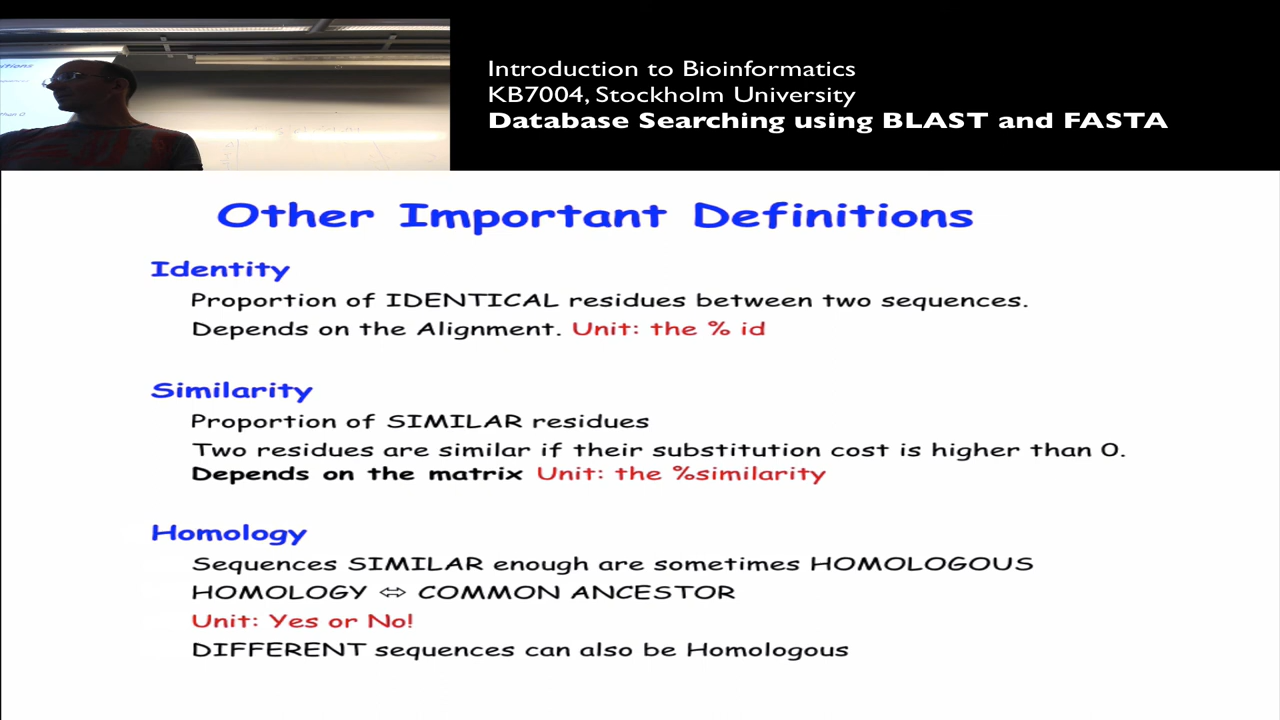 Introduction to Bioinformatics
KB7004, Stockholm University
Database Searching using BLAST and FASTA
Other Important Definitions
Identity
Proportion of IDENTICAL residues between two sequences.
Depends on the Alignment. Unit: the % id
Similarity
Proportion of SIMILAR residues
Two residues are similar if their substitution cost is higher than 0.
Depends on the matrix Unit: the %similarity
Homology
Sequences SIMILAR enough are sometimes HOMOLOGOUS
HOMOLOGY ⇔ COMMON ANCESTOR
Unit: Yes or No!
DIFFERENT sequences can also be Homologous